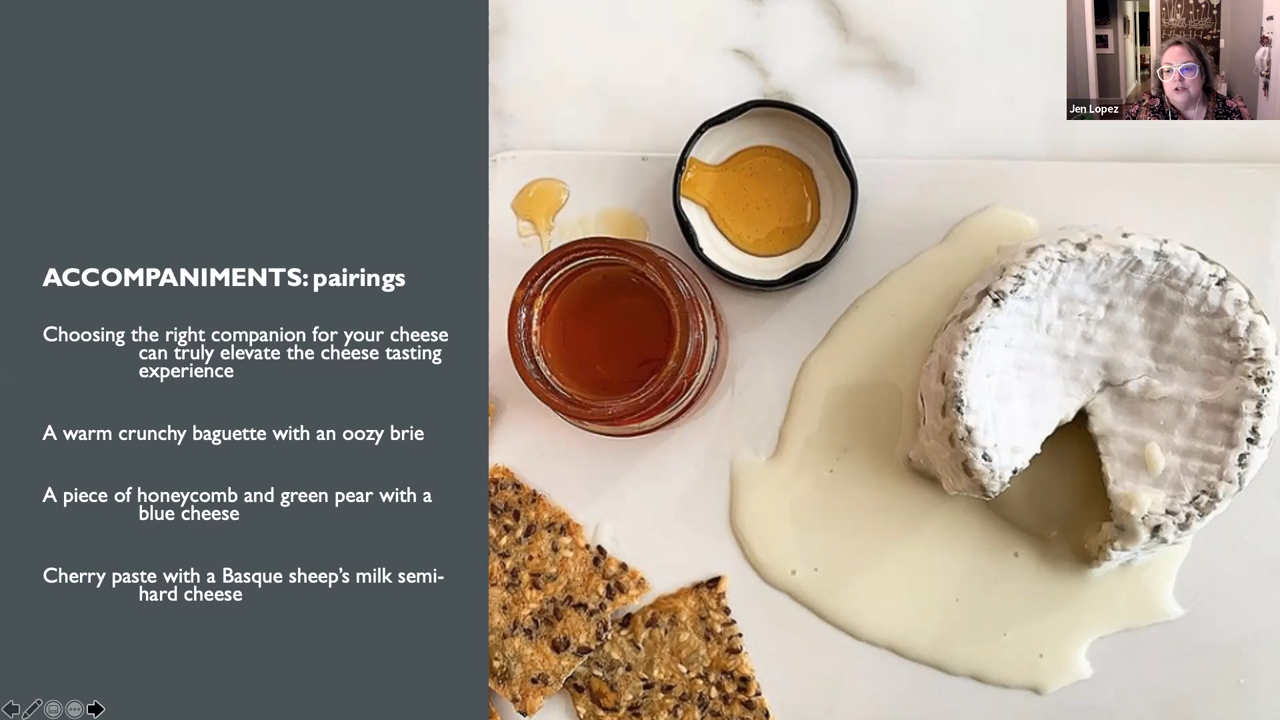 Jen Lopez
ACCOMPANIMENTS: pairings
Choosing the right companion for your cheese
can truly elevate the cheese tasting
experience
A warm crunchy baguette with an oozy brie
A piece of honeycomb and green pear with a
blue cheese
Cherry paste with a Basque sheep’s milk semi-
hard cheese